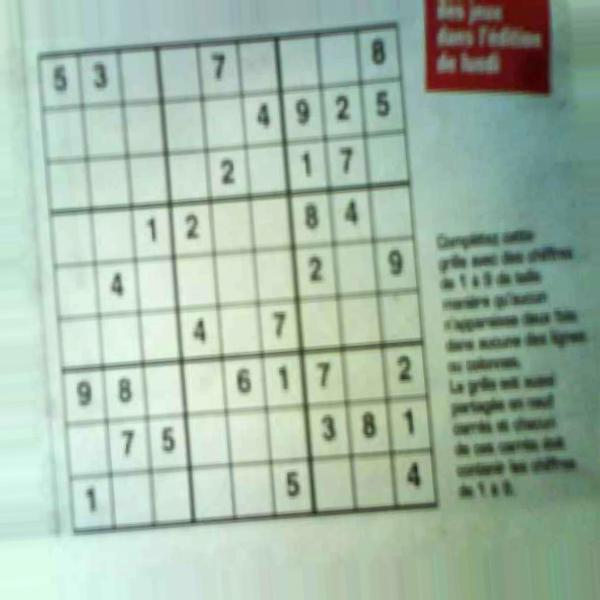 des jeux
dans l'édition
de lundi
5 3 7 8
4 9 2 5
2 1 7
1 2 8 4
4 2 9
4 7
9 8 6 1 7 2
7 5 3 8 1
1 5 4
Complétez cette
grille avec des chiffres
de 1 à 9 de telle
manière qu'aucun
n'apparaisse deux fois
dans aucune des lignes
ou colonnes.
La grille est aussi
partagée en neuf
carrés et chacun
de ces carrés doit
contenir les chiffres
de 1 à 9.